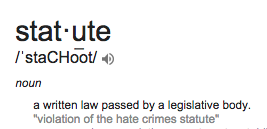 stat·ute
/ˈstaCHo͞ot/
noun
a written law passed by a legislative body.
"violation of the hate crimes statute"